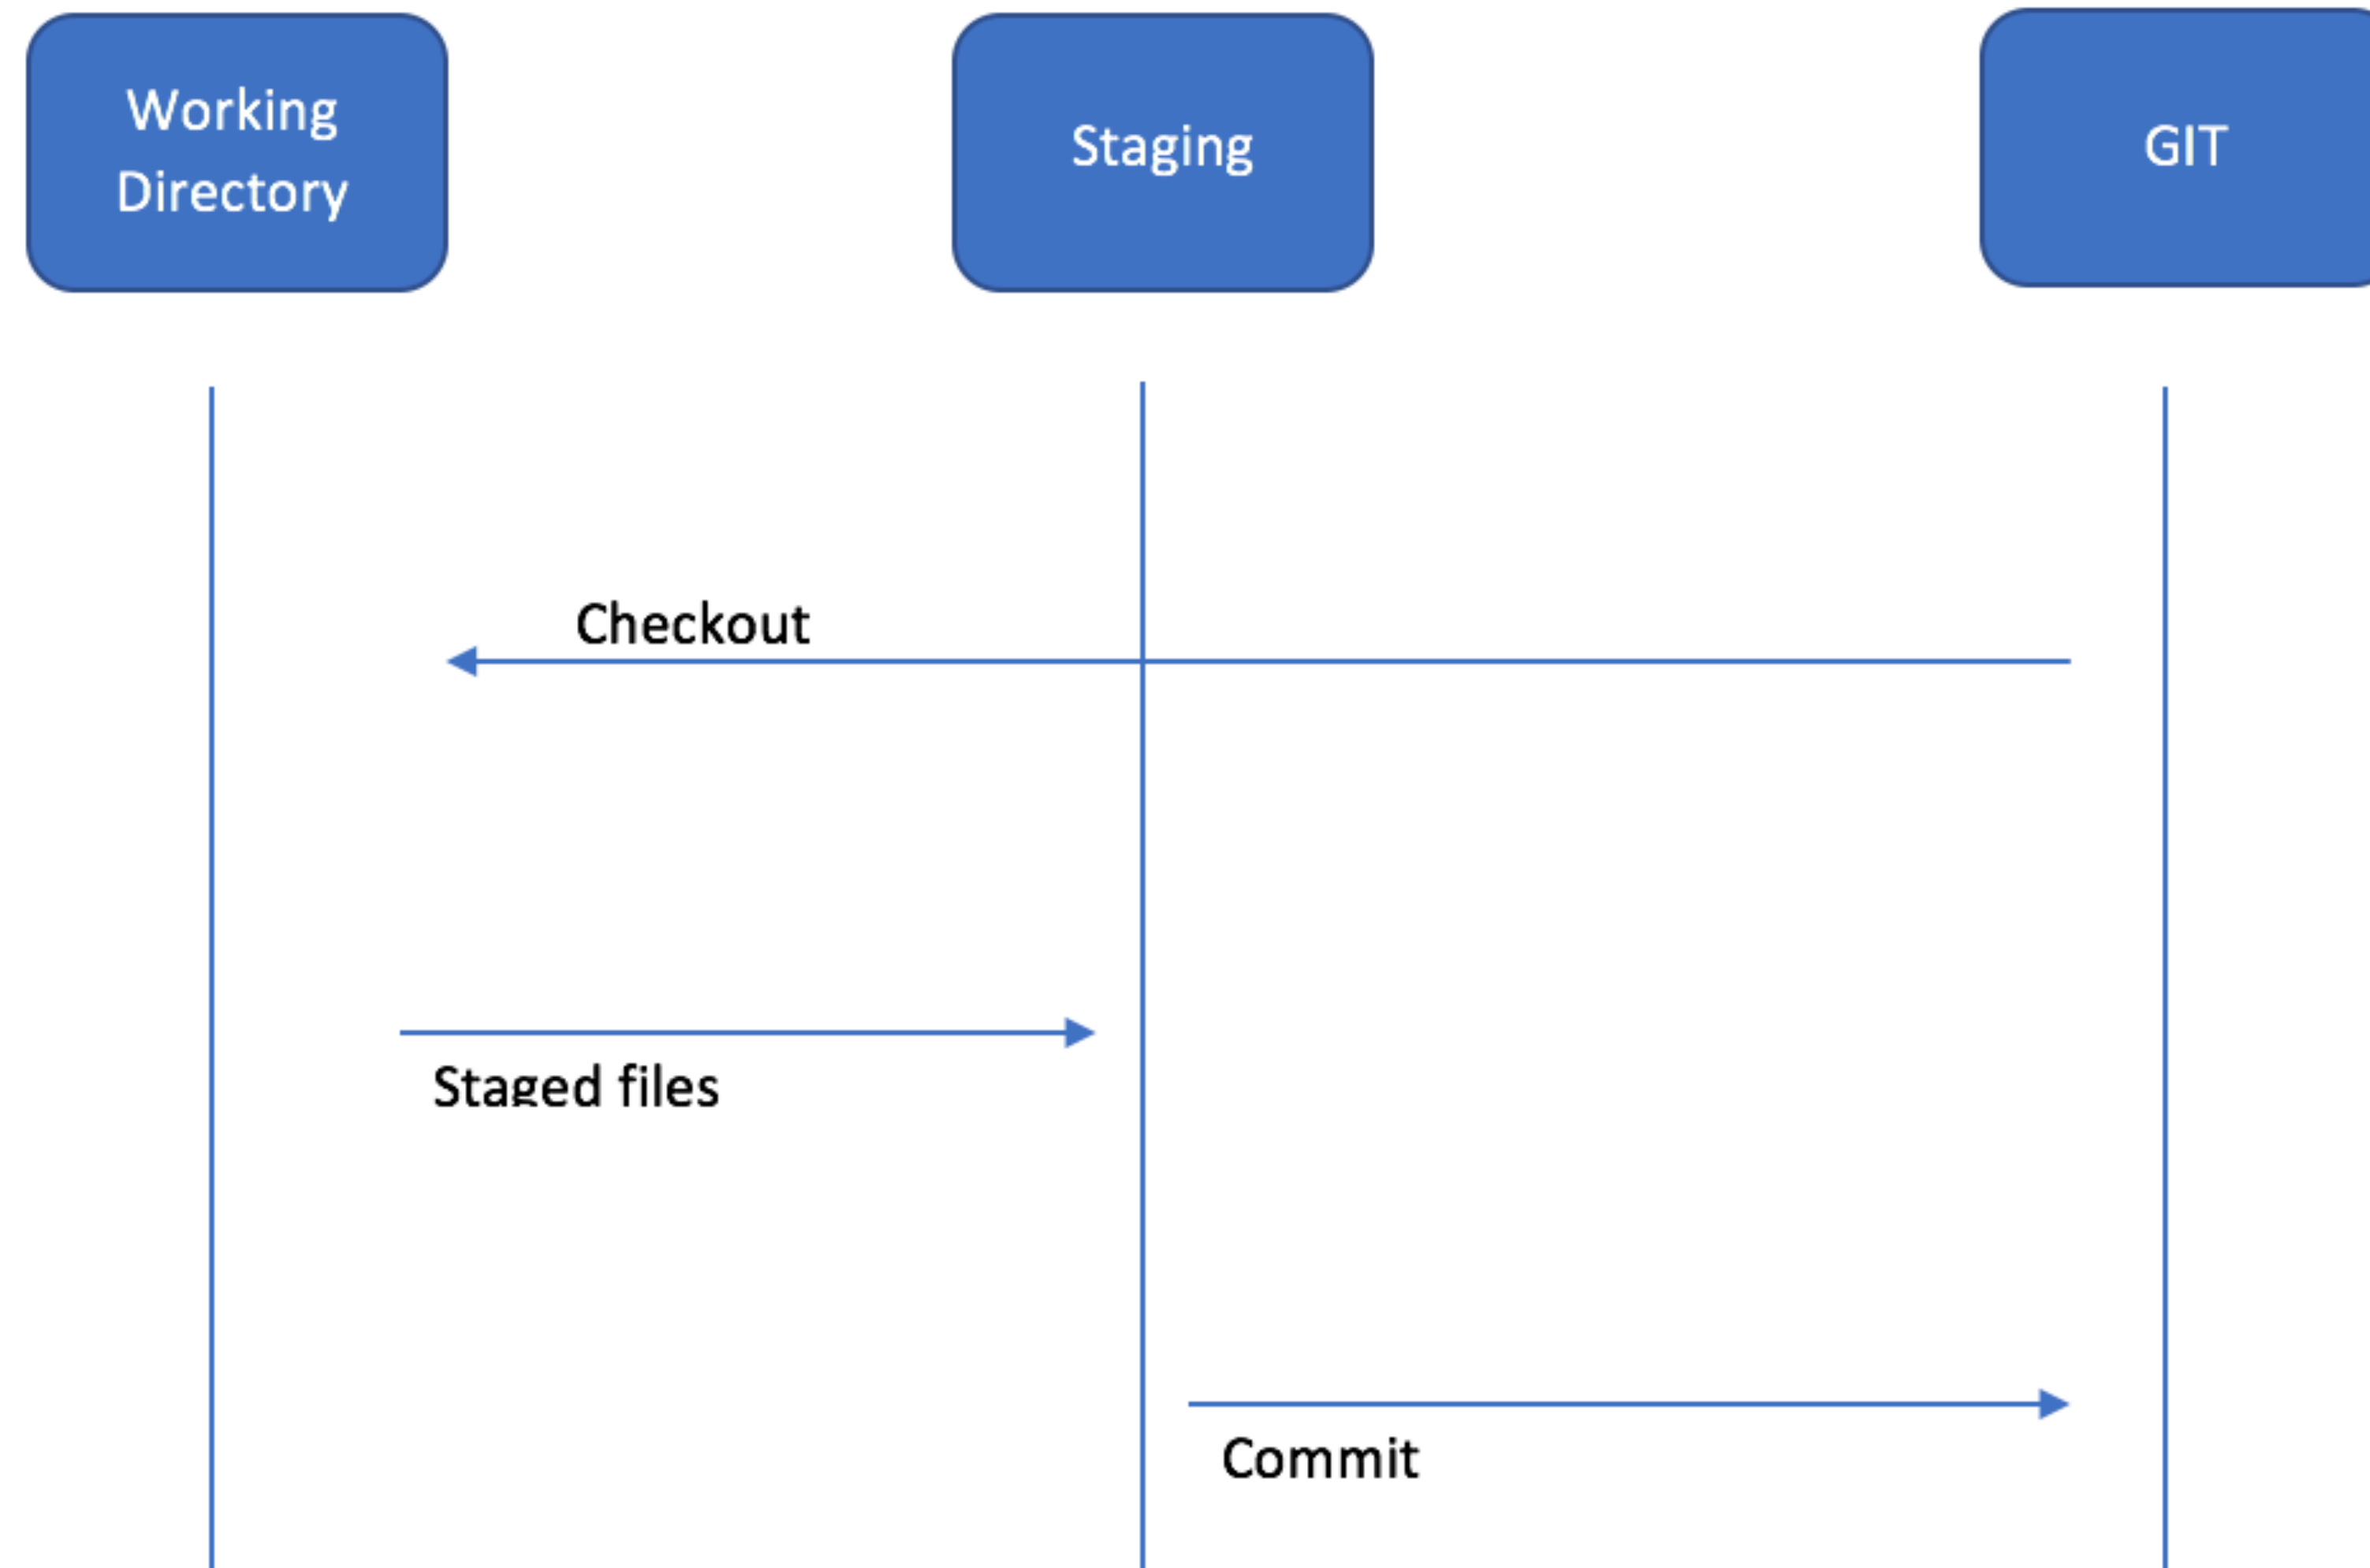 Working
Directory
Staging
GIT
Checkout
Staged files
Commit